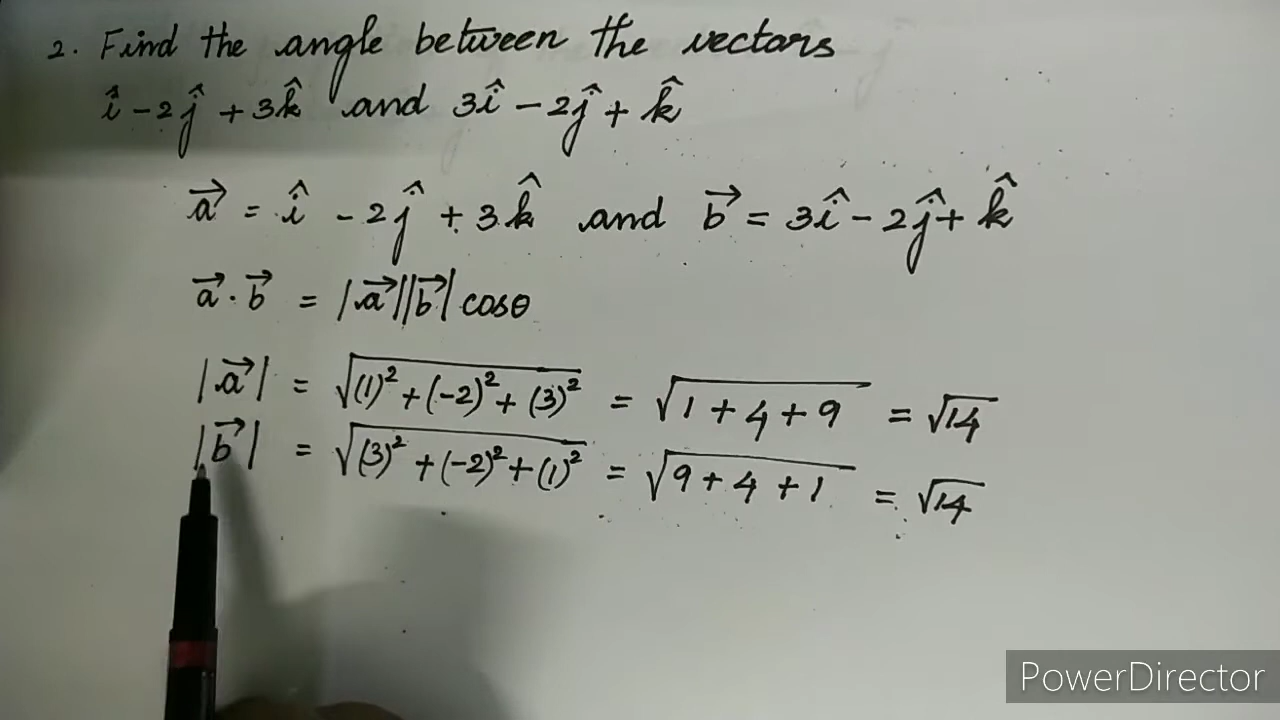 2. Find the angle between the vectors
î - 2ĵ + 3k̂ and 3î - 2ĵ + k̂
a⃗ = î - 2ĵ + 3k̂ and b⃗ = 3î - 2ĵ + k̂
a⃗ · b⃗ = |a⃗||b⃗| cosθ
|a⃗| = √((1)² + (-2)² + (3)²) = √(1 + 4 + 9) = √14
|b⃗| = √((3)² + (-2)² + (1)²) = √(9 + 4 + 1) = √14
PowerDirector